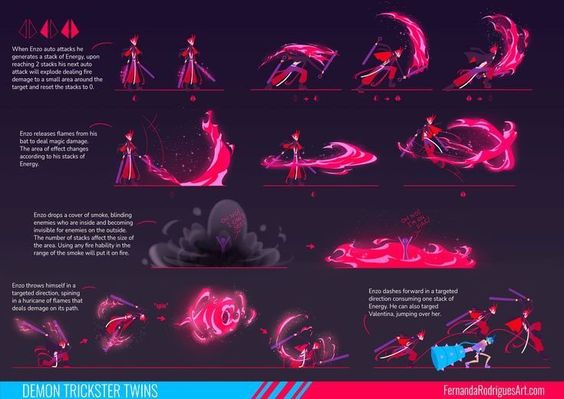 When Enzo auto attacks he
generates a stack of Energy, upon
reaching 2 stacks his next auto
attack will explode dealing fire
damage to a small area around the
target and reset the stacks to 0.
Enzo releases flames from his
bat to deal magic damage.
The area of effect changes
according to his stacks of
Energy.
Enzo drops a cover of smoke, blinding
enemies who are inside and becoming
invisible for enemies on the outside.
The number of stacks affect the size of
the area. Using any fire hability in the
range of the smoke will put it on fire.
Enzo throws himself in a
targeted direction, spining
in a huricane of flames that
deals damage on its path.
Enzo dashes forward in a targeted
direction consuming one stack of
Energy. He can also targed
Valentina, jumping over her.
DEMON TRICKSTER TWINS
FernandaRodriguesArt.com